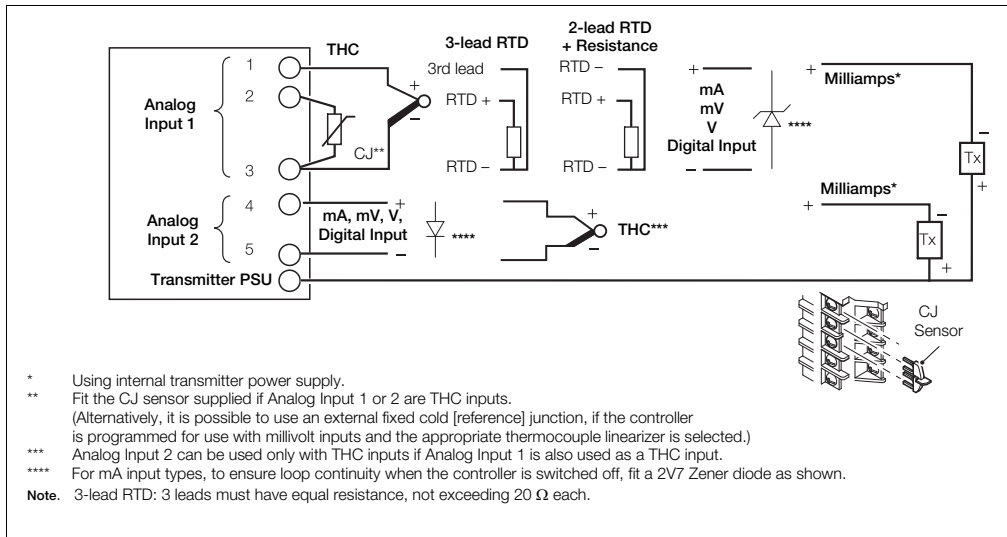 THC
3-lead RTD
2-lead RTD
+ Resistance
Analog
Input 1
1
2
3
+
–
CJ**
3rd lead
RTD +
RTD –
RTD –
RTD +
RTD –
+
mA
mV
V
Digital Input
–
****
+
Milliamps*
–
Tx
+
Analog
Input 2
4
5
+
mA, mV, V,
Digital Input
–
****
+
–
THC***
Milliamps*
+
–
Tx
+
Transmitter PSU
CJ
Sensor
* Using internal transmitter power supply.
** Fit the CJ sensor supplied if Analog Input 1 or 2 are THC inputs.
(Alternatively, it is possible to use an external fixed cold [reference] junction, if the controller
is programmed for use with millivolt inputs and the appropriate thermocouple linearizer is selected.)
*** Analog Input 2 can be used only with THC inputs if Analog Input 1 is also used as a THC input.
**** For mA input types, to ensure loop continuity when the controller is switched off, fit a 2V7 Zener diode as shown.
Note. 3-lead RTD: 3 leads must have equal resistance, not exceeding 20 Ω each.